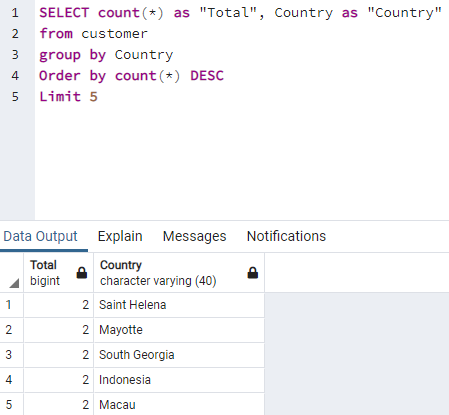 1 SELECT count(*) as "Total", Country as "Country"
2 from customer
3 group by Country
4 Order by count(*) DESC
5 Limit 5
Data Output Explain Messages Notifications
Total Country
bigint character varying (40)
1 2 Saint Helena
2 2 Mayotte
3 2 South Georgia
4 2 Indonesia
5 2 Macau